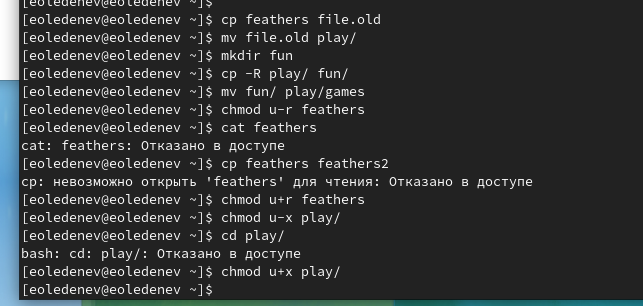 [eoledenev@eoledenev ~]$
[eoledenev@eoledenev ~]$ cp feathers file.old
[eoledenev@eoledenev ~]$ mv file.old play/
[eoledenev@eoledenev ~]$ mkdir fun
[eoledenev@eoledenev ~]$ cp -R play/ fun/
[eoledenev@eoledenev ~]$ mv fun/ play/games
[eoledenev@eoledenev ~]$ chmod u-r feathers
[eoledenev@eoledenev ~]$ cat feathers
cat: feathers: Отказано в доступе
[eoledenev@eoledenev ~]$ cp feathers feathers2
cp: невозможно открыть 'feathers' для чтения: Отказано в доступе
[eoledenev@eoledenev ~]$ chmod u+r feathers
[eoledenev@eoledenev ~]$ chmod u-x play/
[eoledenev@eoledenev ~]$ cd play/
bash: cd: play/: Отказано в доступе
[eoledenev@eoledenev ~]$ chmod u+x play/
[eoledenev@eoledenev ~]$